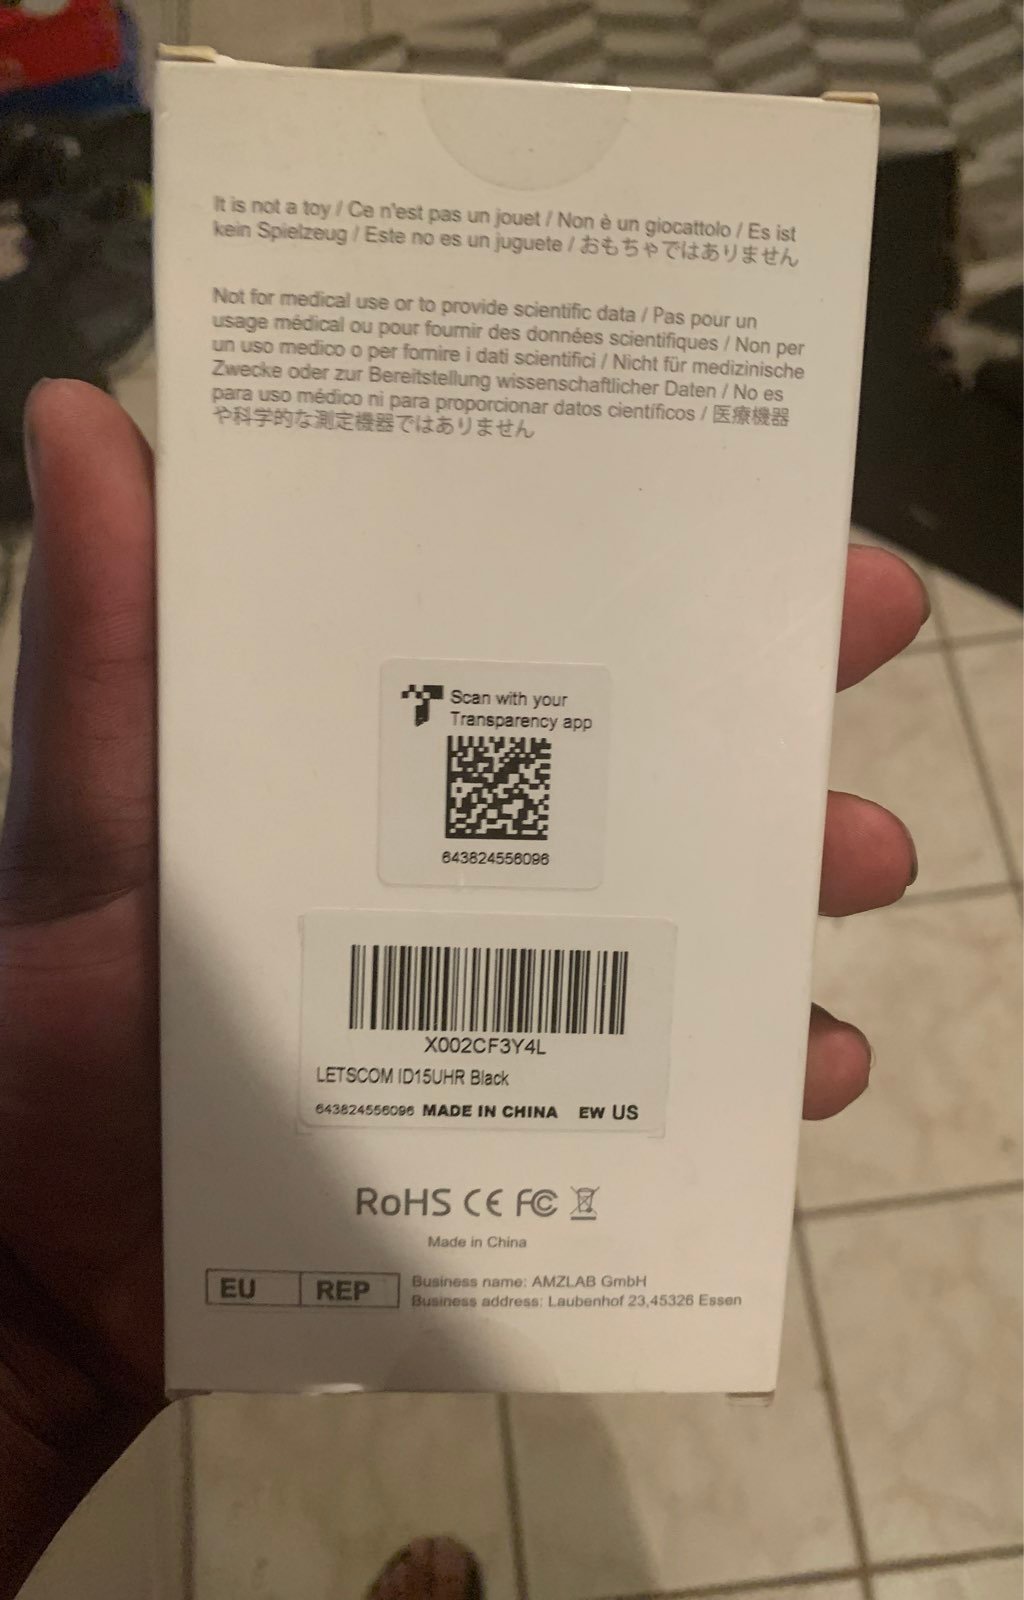 It is not a toy / Ce n'est pas un jouet / Non è un giocattolo / Es ist
kein Spielzeug / Este no es un juguete / おもちゃではありません
Not for medical use or to provide scientific data / Pas pour un
usage médical ou pour fournir des données scientifiques / Non per
un uso medico o per fornire i dati scientifici / Nicht für medizinische
Zwecke oder zur Bereitstellung wissenschaftlicher Daten / No es
para uso médico ni para proporcionar datos científicos / 医療機器
や科学的な測定機器ではありません
Scan with your
Transparency app
643824556096
X002CF3Y4L
LETSCOM ID15UHR Black
643824556096 MADE IN CHINA EW US
RoHS CE FC
Made in China
EU REP
Business name: AMZLAB GmbH
Business address: Laubenhof 23,45326 Essen